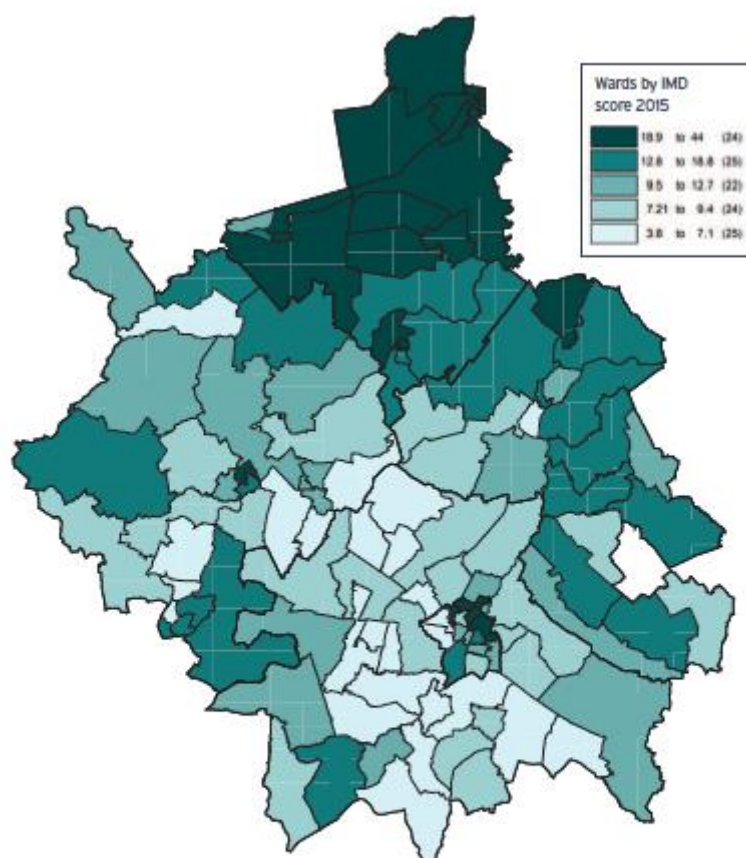 Wards by IMD
score 2015
18.9 to 44 (24)
12.8 to 18.8 (25)
9.5 to 12.7 (22)
7.21 to 9.4 (24)
3.8 to 7.1 (25)